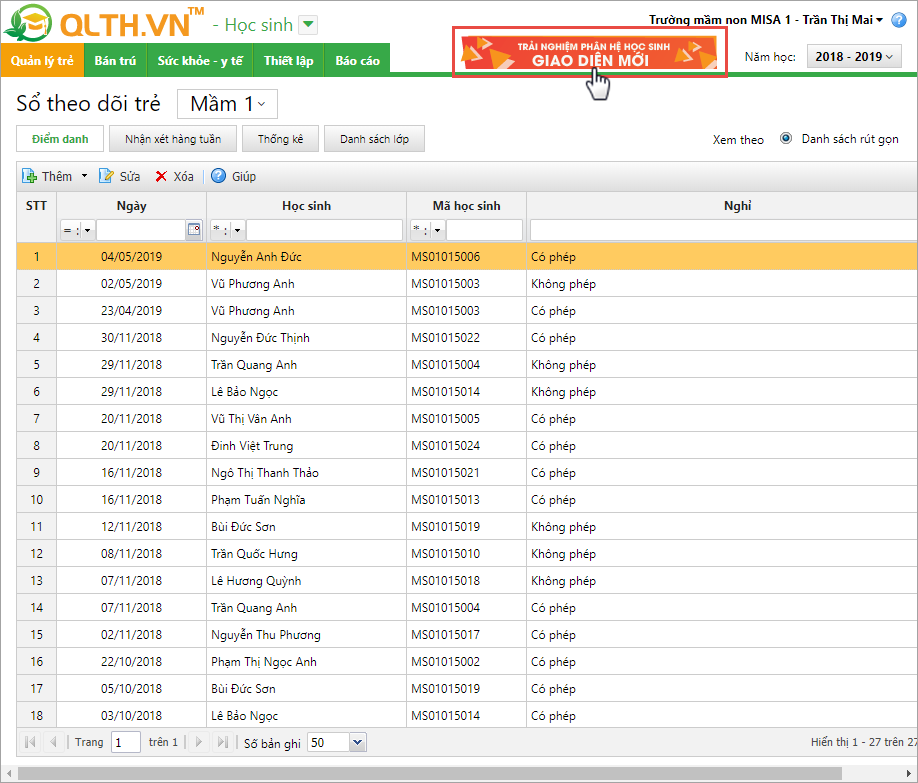 QLTH.VN™ - Học sinh
Trường mầm non MISA 1 - Trần Thị Mai
Quản lý trẻ Bán trú Sức khỏe - y tế Thiết lập Báo cáo
TRẢI NGHIỆM PHÂN HỆ HỌC SINH
GIAO DIỆN MỚI
Năm học: 2018 - 2019
Sổ theo dõi trẻ Mầm 1
Điểm danh Nhận xét hàng tuần Thống kê Danh sách lớp
Xem theo Danh sách rút gọn
Thêm Sửa Xóa Giúp
STT Ngày Học sinh Mã học sinh Nghỉ
= : * : * :
1 04/05/2019 Nguyễn Anh Đức MS01015006 Có phép
2 02/05/2019 Vũ Phương Anh MS01015003 Không phép
3 23/04/2019 Vũ Phương Anh MS01015003 Có phép
4 30/11/2018 Nguyễn Đức Thịnh MS01015022 Có phép
5 29/11/2018 Trần Quang Anh MS01015004 Không phép
6 29/11/2018 Lê Bảo Ngọc MS01015014 Không phép
7 20/11/2018 Vũ Thị Vân Anh MS01015005 Có phép
8 20/11/2018 Đinh Việt Trung MS01015024 Có phép
9 16/11/2018 Ngô Thị Thanh Thảo MS01015021 Có phép
10 16/11/2018 Phạm Tuấn Nghĩa MS01015013 Có phép
11 12/11/2018 Bùi Đức Sơn MS01015019 Không phép
12 08/11/2018 Trần Quốc Hưng MS01015010 Không phép
13 07/11/2018 Lê Hương Quỳnh MS01015018 Không phép
14 07/11/2018 Trần Quang Anh MS01015004 Có phép
15 02/11/2018 Nguyễn Thu Phương MS01015017 Có phép
16 22/10/2018 Phạm Thị Ngọc Anh MS01015002 Có phép
17 05/10/2018 Bùi Đức Sơn MS01015019 Có phép
18 03/10/2018 Lê Bảo Ngọc MS01015014 Có phép
Trang 1 trên 1 Số bản ghi 50 Hiển thị 1 - 27 trên 27